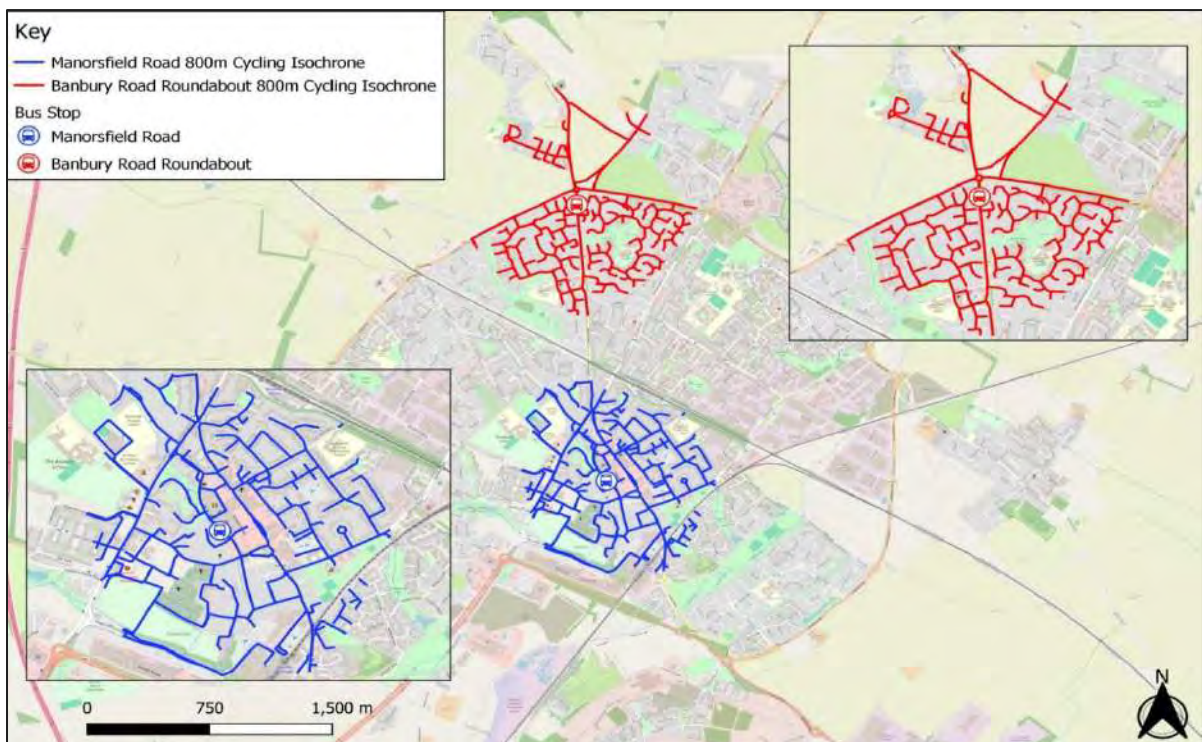 Key
Manorsfield Road 800m Cycling Isochrone
Banbury Road Roundabout 800m Cycling Isochrone
Bus Stop
Manorsfield Road
Banbury Road Roundabout
0 750 1,500 m
N